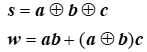 s = a ⊕ b ⊕ c
w = ab + (a ⊕ b)c